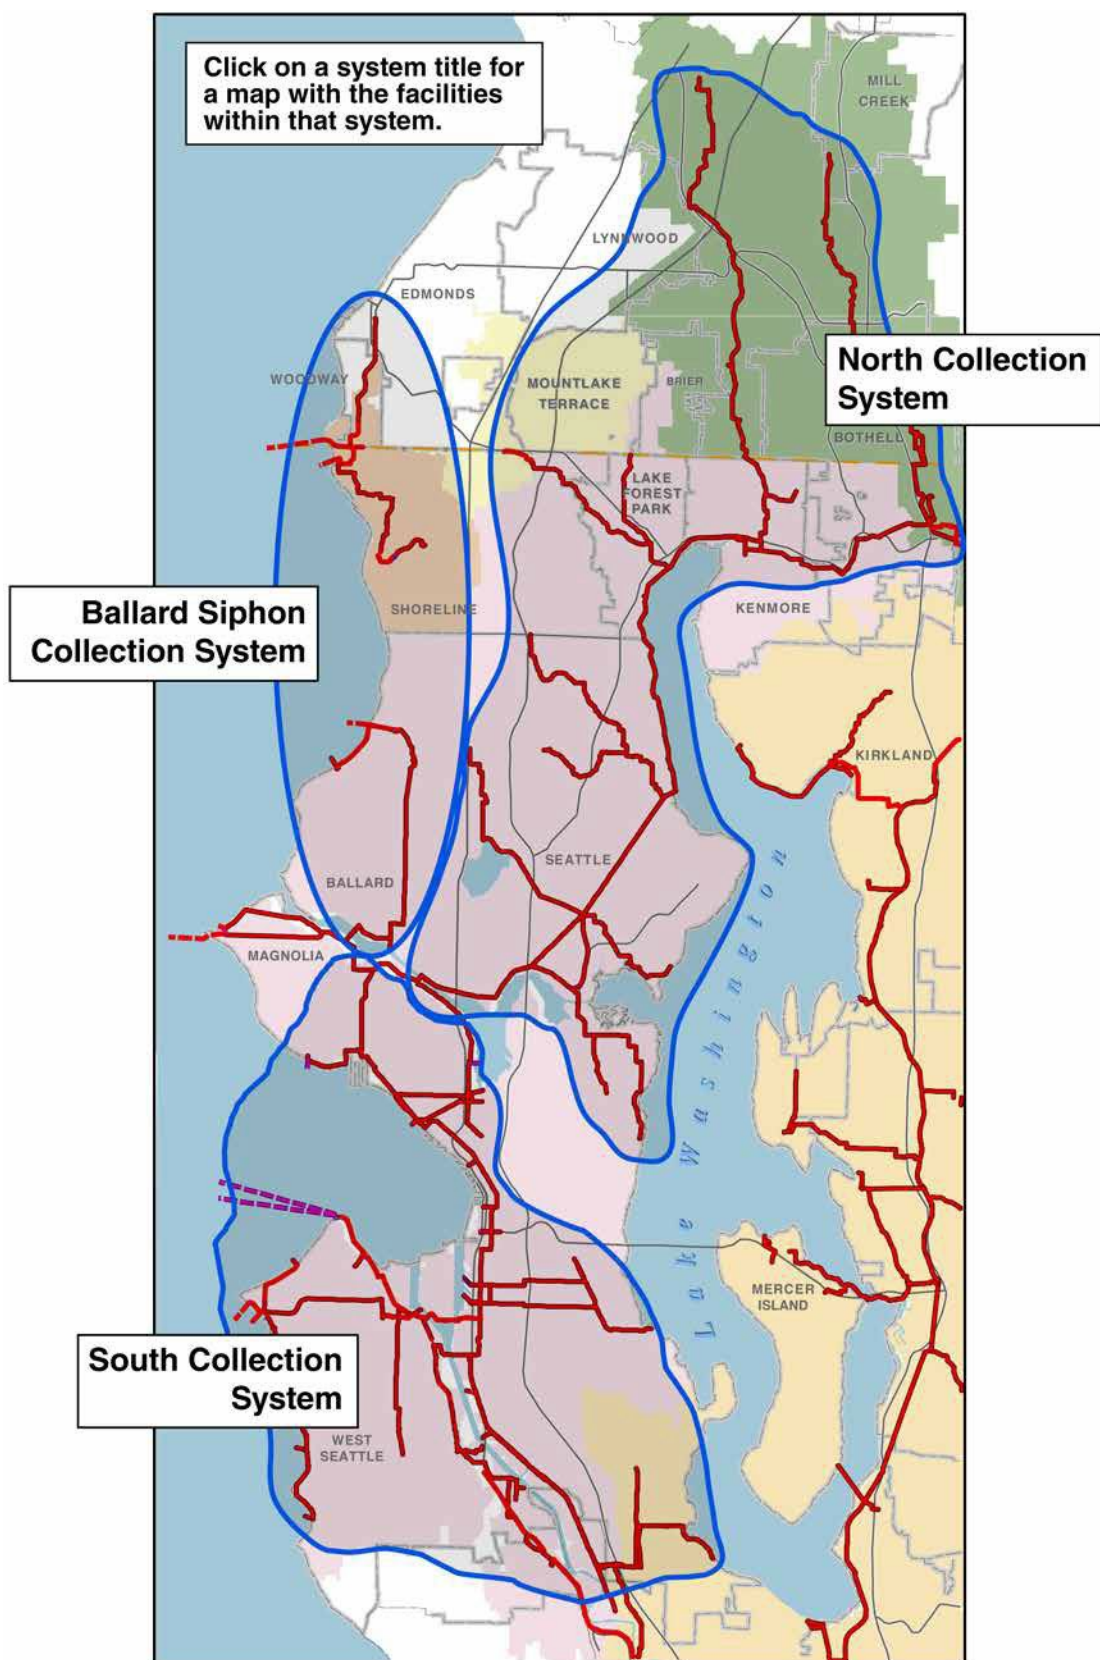 Click on a system title for
a map with the facilities
within that system.
MILL
CREEK
LYNNWOOD
EDMONDS
WOODWAY
MOUNTLAKE
TERRACE
BRIER
North Collection
System
BOTHELL
LAKE
FOREST
PARK
Ballard Siphon
Collection System
SHORELINE
KENMORE
KIRKLAND
SEATTLE
BALLARD
MAGNOLIA
Lake Washington
MERCER
ISLAND
South Collection
System
WEST
SEATTLE